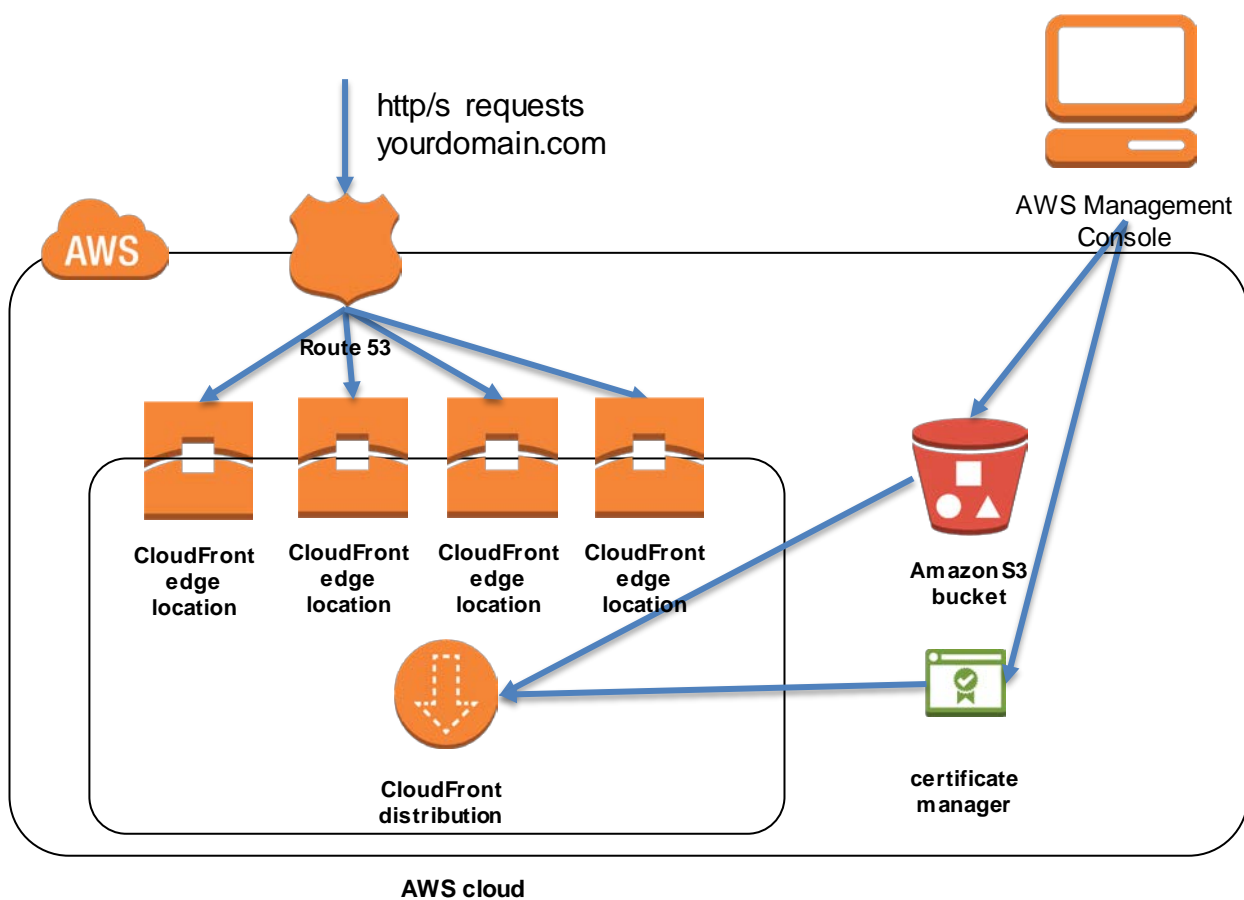 http/s requests
yourdomain.com
AWS Management
Console
AWS
Route 53
CloudFront
edge
location
CloudFront
edge
location
CloudFront
edge
location
CloudFront
edge
location
Amazon S3
bucket
CloudFront
distribution
certificate
manager
AWS cloud